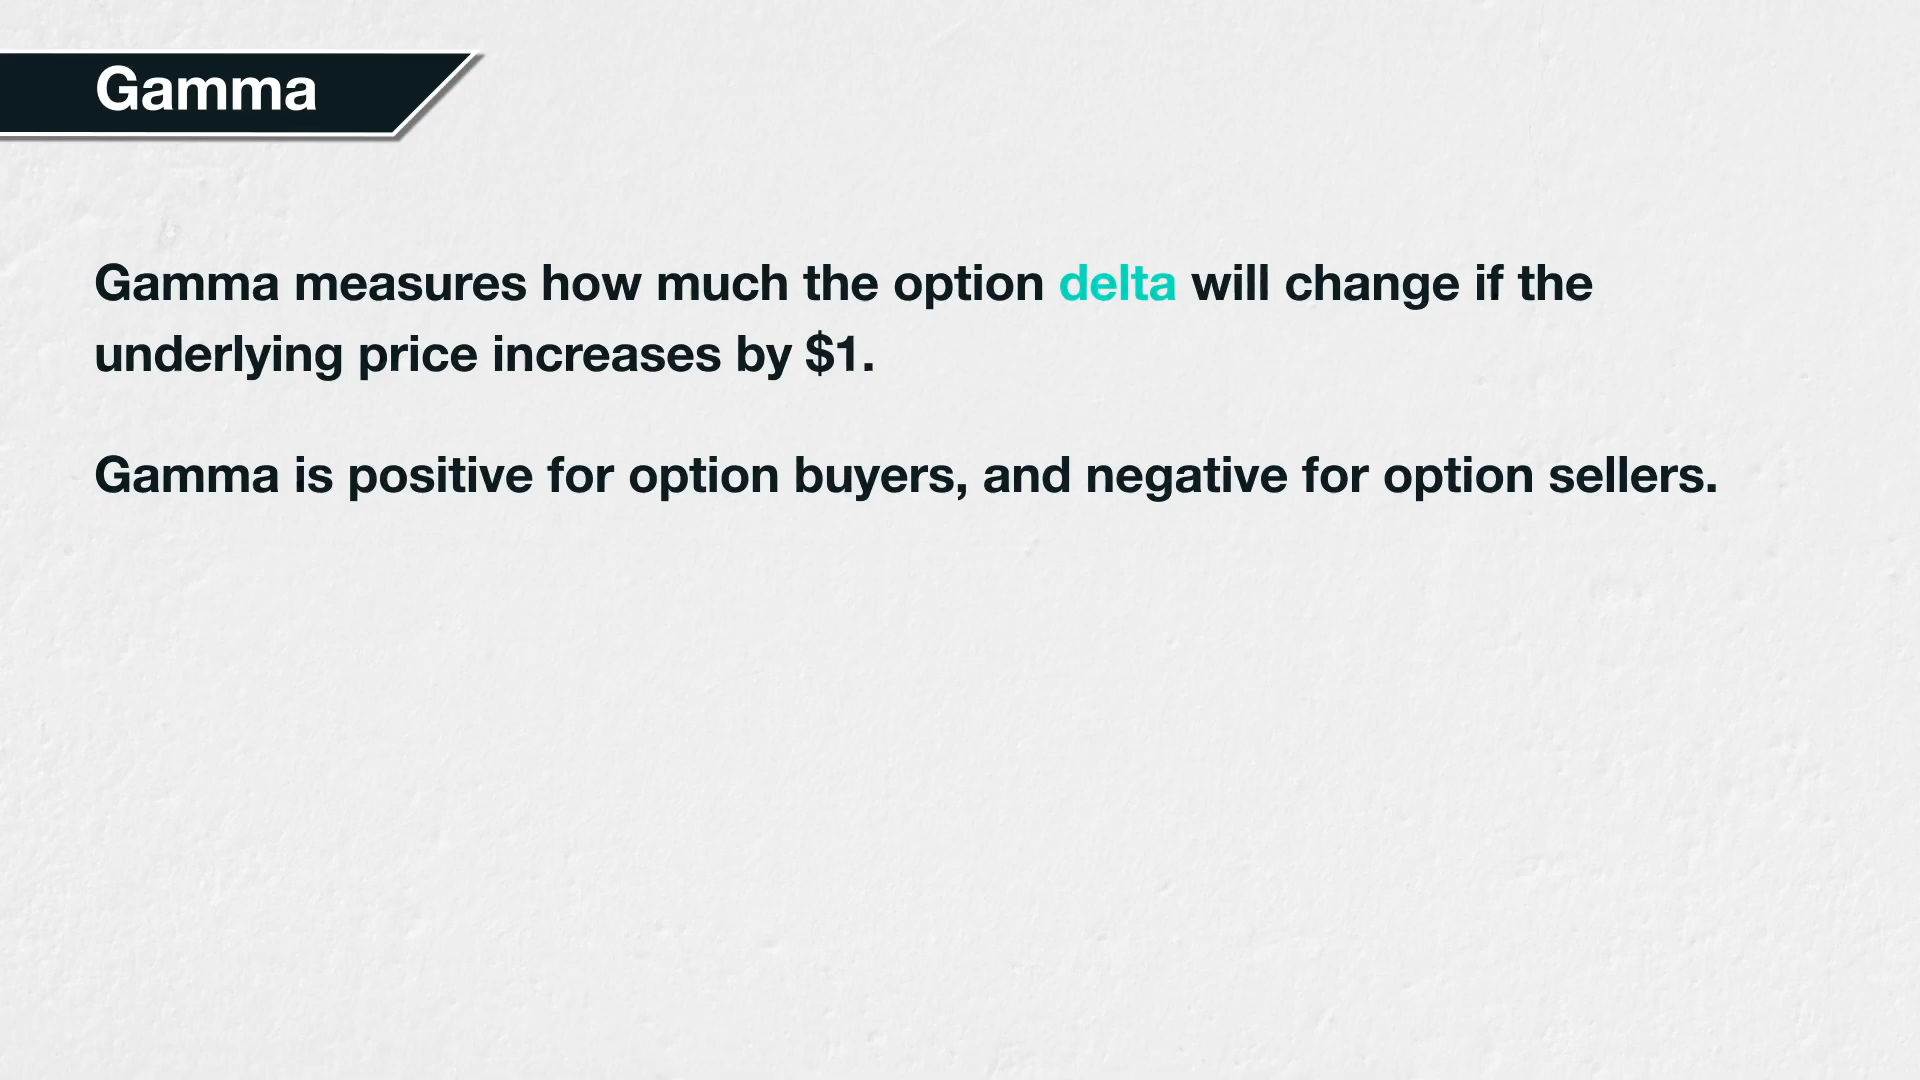 Gamma
Gamma measures how much the option delta will change if the
underlying price increases by $1.
Gamma is positive for option buyers, and negative for option sellers.